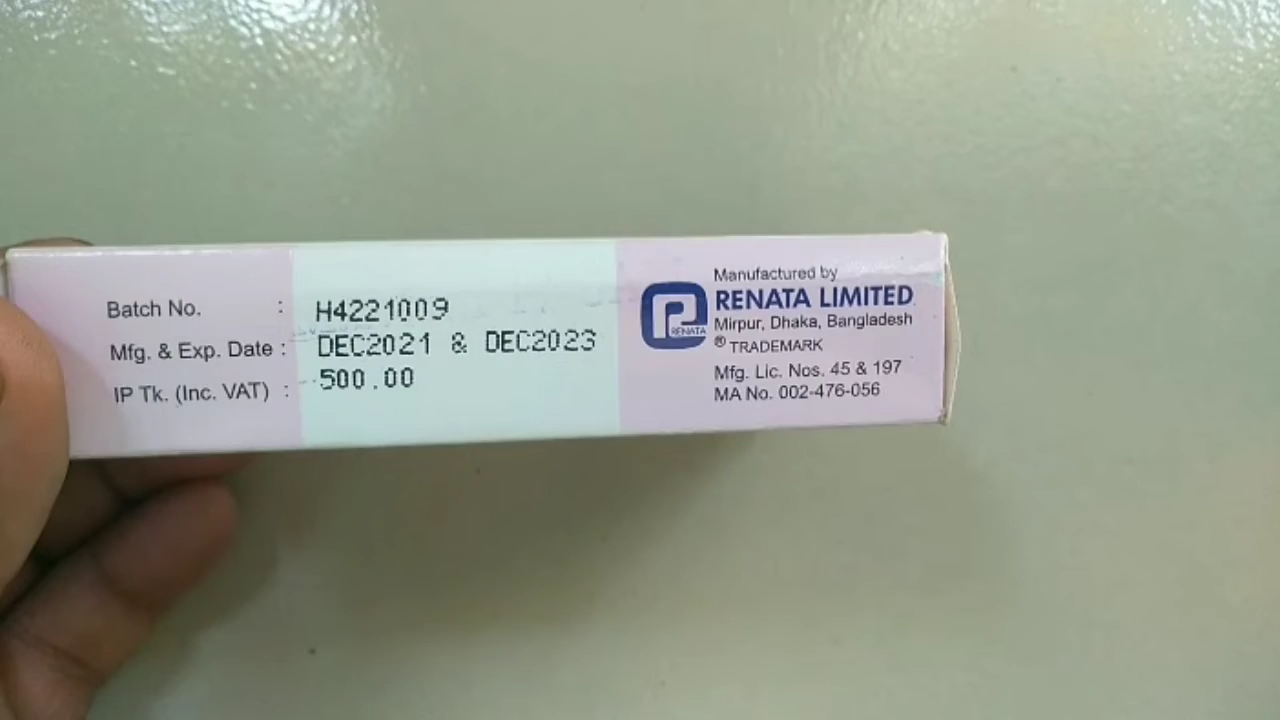 Batch No. : H4221009
Mfg. & Exp. Date : DEC2021 & DEC2023
IP Tk. (Inc. VAT) : 500.00
RENATA
Manufactured by
RENATA LIMITED
Mirpur, Dhaka, Bangladesh
® TRADEMARK
Mfg. Lic. Nos. 45 & 197
MA No. 002-476-056